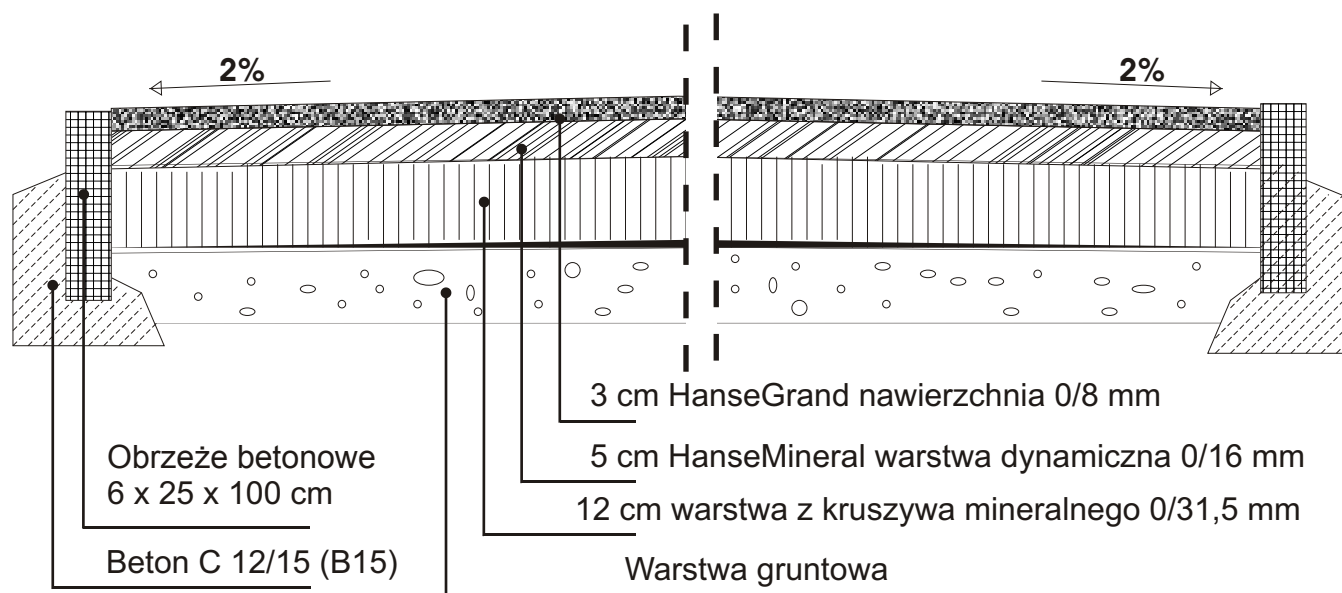 2%
2%
3 cm HanseGrand nawierzchnia 0/8 mm
5 cm HanseMineral warstwa dynamiczna 0/16 mm
12 cm warstwa z kruszywa mineralnego 0/31,5 mm
Warstwa gruntowa
Obrzeże betonowe
6 x 25 x 100 cm
Beton C 12/15 (B15)